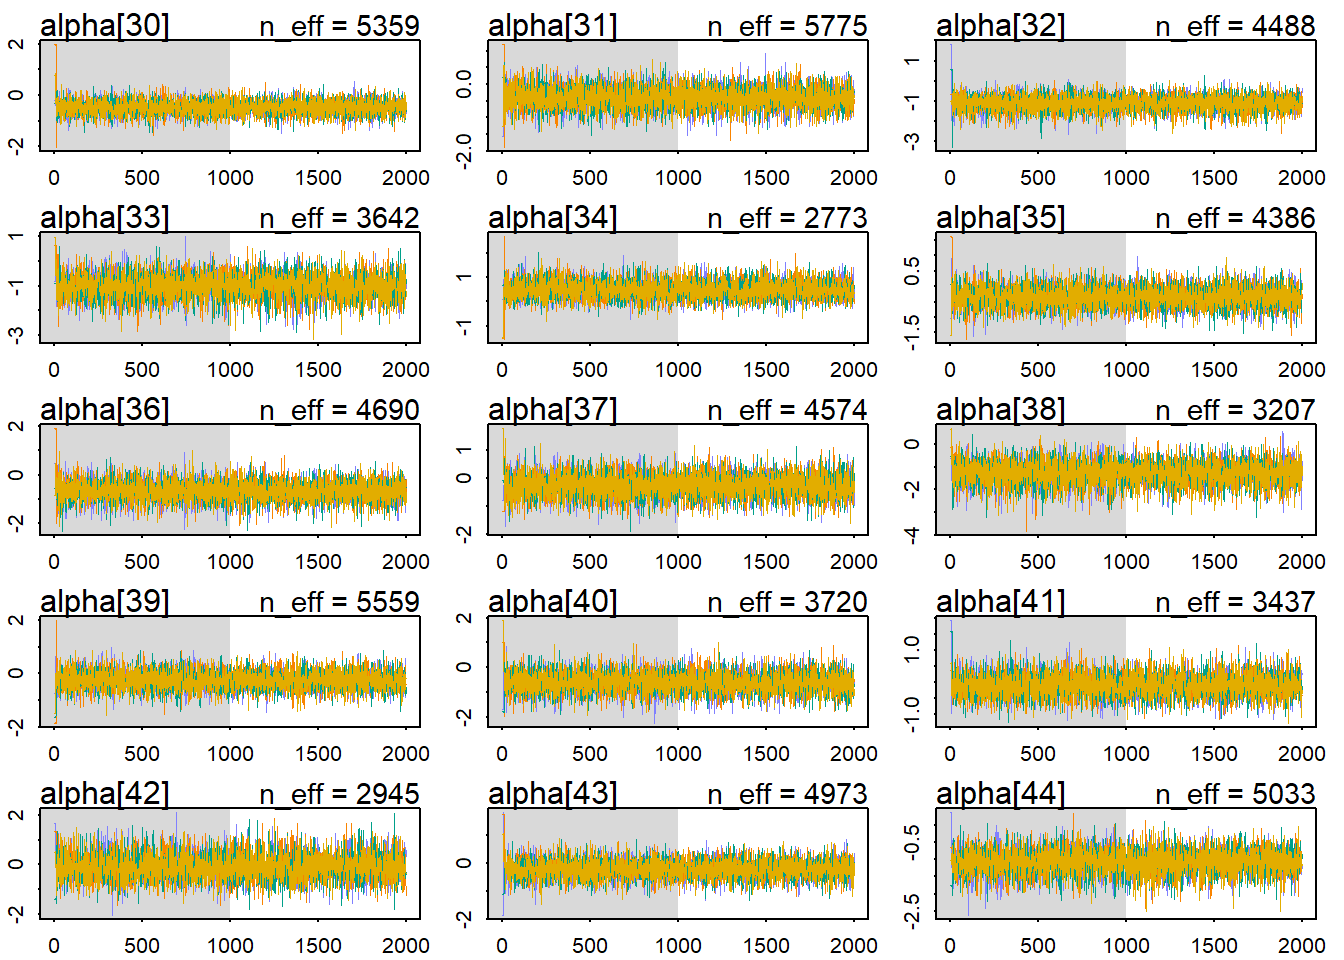 alpha[30] n_eff = 5359 alpha[31] n_eff = 5775 alpha[32] n_eff = 4488
2 0 -2
0.0 -2.0
1 -1 -3
0 500 1000 1500 2000 0 500 1000 1500 2000 0 500 1000 1500 2000
alpha[33] n_eff = 3642 alpha[34] n_eff = 2773 alpha[35] n_eff = 4386
1 -1 -3
1 -1
0.5 -1.5
0 500 1000 1500 2000 0 500 1000 1500 2000 0 500 1000 1500 2000
alpha[36] n_eff = 4690 alpha[37] n_eff = 4574 alpha[38] n_eff = 3207
2 0 -2
1 0 -2
0 -2 -4
0 500 1000 1500 2000 0 500 1000 1500 2000 0 500 1000 1500 2000
alpha[39] n_eff = 5559 alpha[40] n_eff = 3720 alpha[41] n_eff = 3437
2 0 -2
2 0 -2
1.0 -1.0
0 500 1000 1500 2000 0 500 1000 1500 2000 0 500 1000 1500 2000
alpha[42] n_eff = 2945 alpha[43] n_eff = 4973 alpha[44] n_eff = 5033
2 0 -2
0 -2
-0.5 -2.5
0 500 1000 1500 2000 0 500 1000 1500 2000 0 500 1000 1500 2000